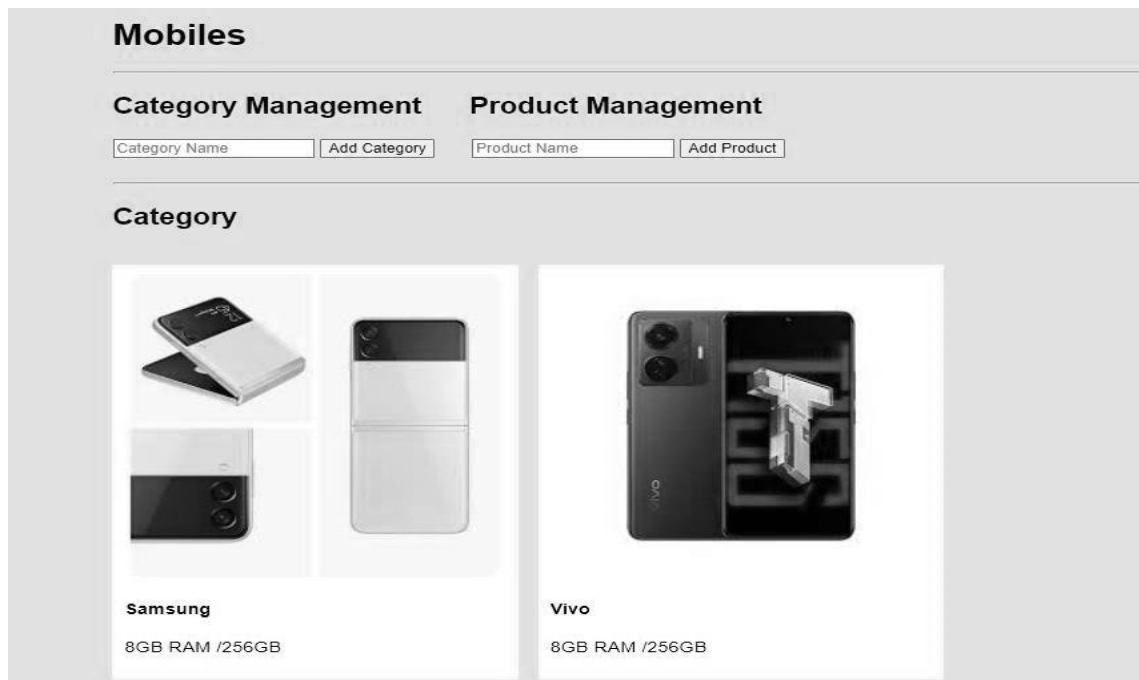 Mobiles
Category Management
Product Management
Category Name Add Category
Product Name Add Product
Category
vivo
Samsung
8GB RAM /256GB
Vivo
8GB RAM /256GB